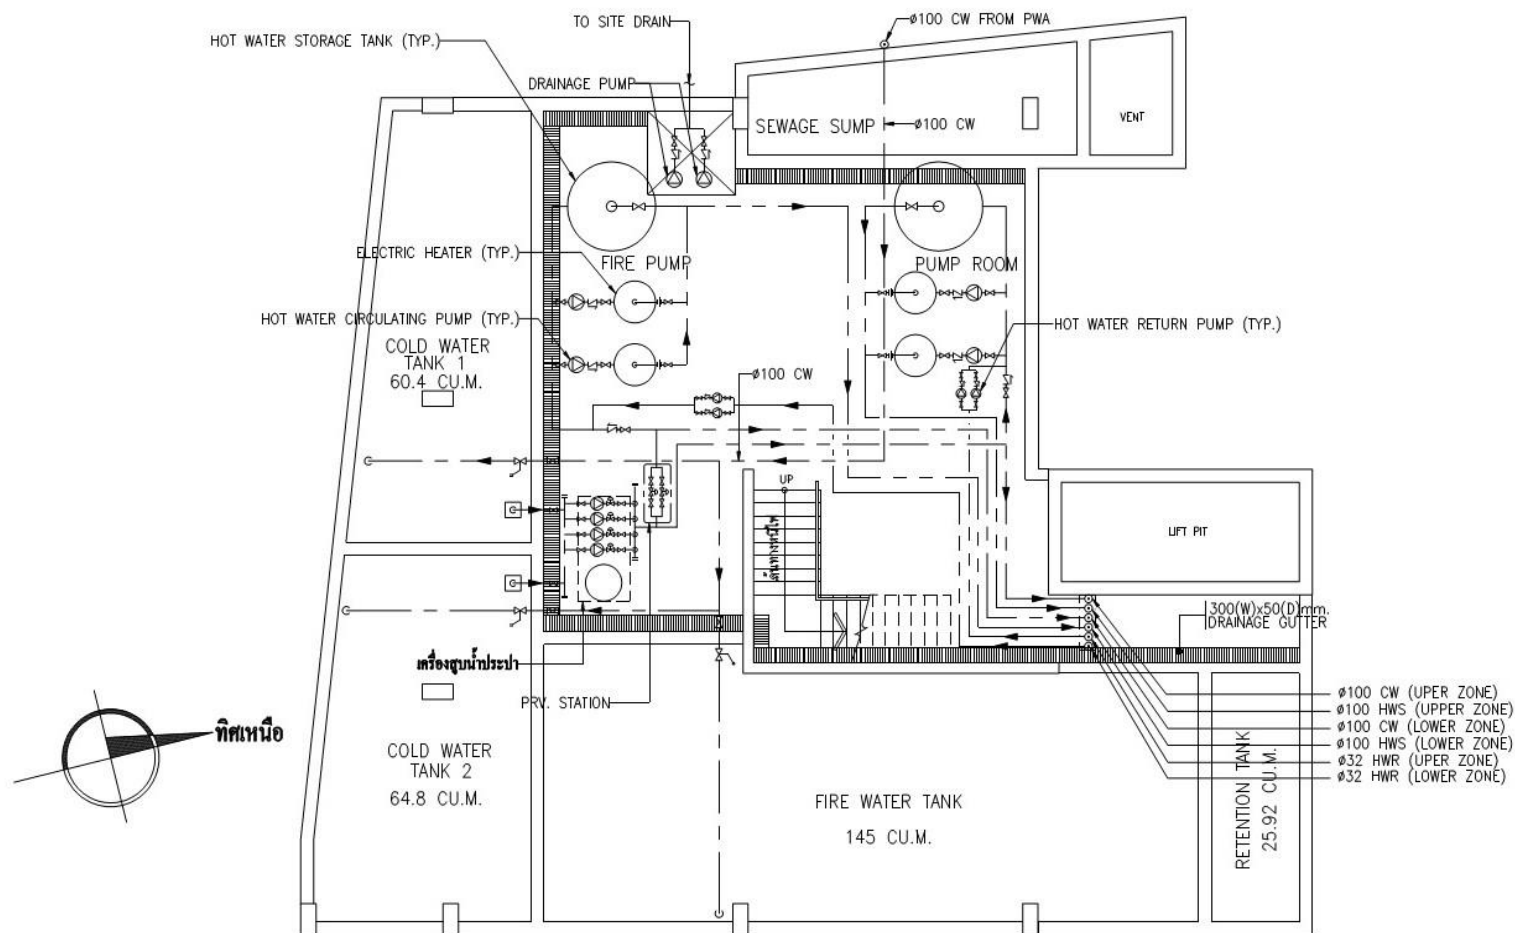 TO SITE DRAIN
ø100 CW FROM PWA
HOT WATER STORAGE TANK (TYP.)
DRAINAGE PUMP
SEWAGE SUMP
ø100 CW
VENT
ELECTRIC HEATER (TYP.)
FIRE PUMP
PUMP ROOM
HOT WATER CIRCULATING PUMP (TYP.)
HOT WATER RETURN PUMP (TYP.)
COLD WATER
TANK 1
60.4 CU.M.
ø100 CW
UP
LIFT PIT
300(W)x50(D)mm.
DRAINAGE GUTTER
เครื่องสูบน้ำประปา
PRV. STATION
ทิศเหนือ
COLD WATER
TANK 2
64.8 CU.M.
FIRE WATER TANK
145 CU.M.
RETENTION TANK
25.92 CU.M.
ø100 CW (UPER ZONE)
ø100 HWS (UPPER ZONE)
ø100 CW (LOWER ZONE)
ø100 HWS (LOWER ZONE)
ø32 HWR (UPER ZONE)
ø32 HWR (LOWER ZONE)